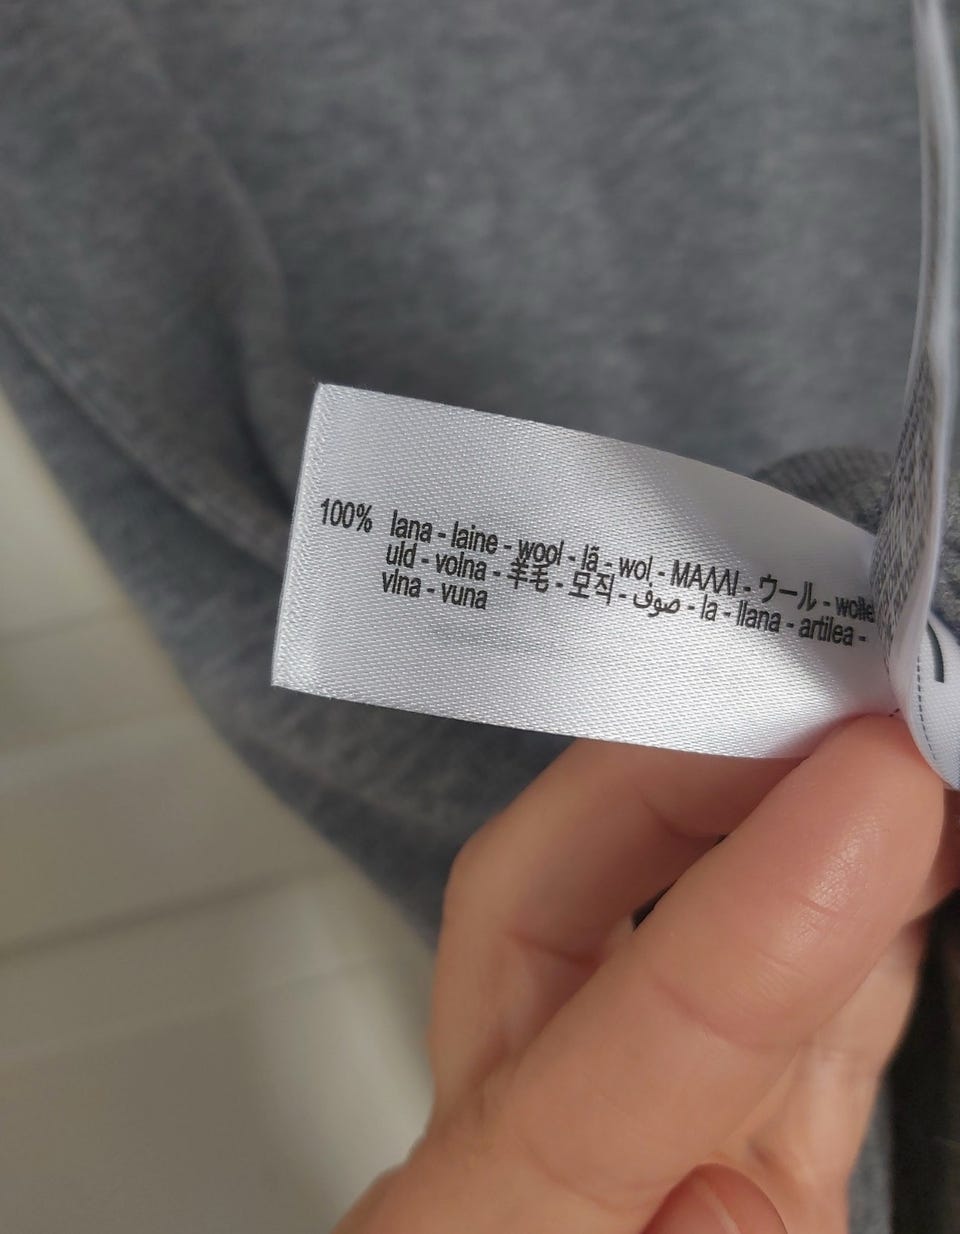 100% lana - laine - wool - lã - wol - ΜΑΛΛΙ - ウール - wolle
uld - volna - 羊毛 - 모직 - صوف - la - llana - artilea -
vlna - vuna